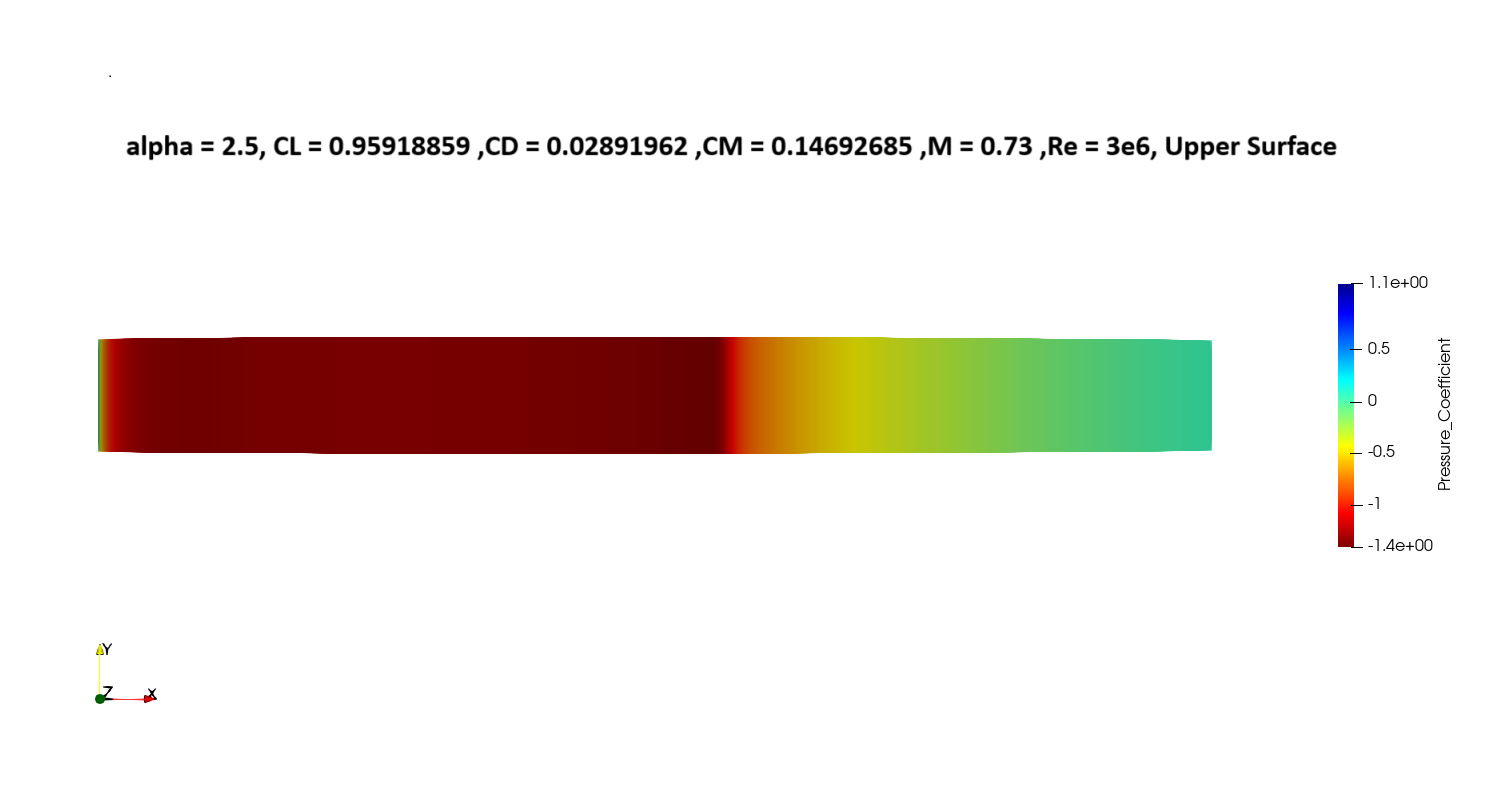 alpha = 2.5, CL = 0.95918859 ,CD = 0.02891962 ,CM = 0.14692685 ,M = 0.73 ,Re = 3e6, Upper Surface
1.1e+00
0.5
0
-0.5
-1
-1.4e+00
Pressure_Coefficient
Y
Z
X